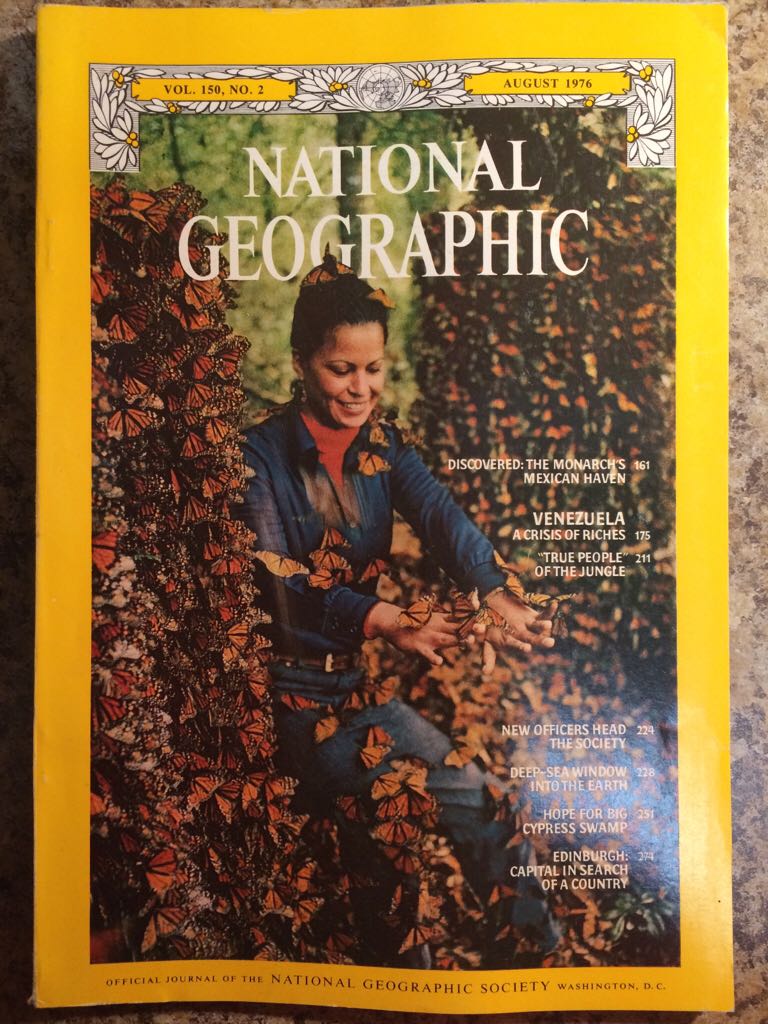 VOL. 150, NO. 2
AUGUST 1976
NATIONAL
GEOGRAPHIC
DISCOVERED: THE MONARCH'S 161
MEXICAN HAVEN
VENEZUELA
A CRISIS OF RICHES 175
"TRUE PEOPLE" 211
OF THE JUNGLE
NEW OFFICERS HEAD 224
THE SOCIETY
DEEP-SEA WINDOW 228
INTO THE EARTH
HOPE FOR BIG 251
CYPRESS SWAMP
EDINBURGH: 274
CAPITAL IN SEARCH
OF A COUNTRY
OFFICIAL JOURNAL OF THE NATIONAL GEOGRAPHIC SOCIETY WASHINGTON, D. C.